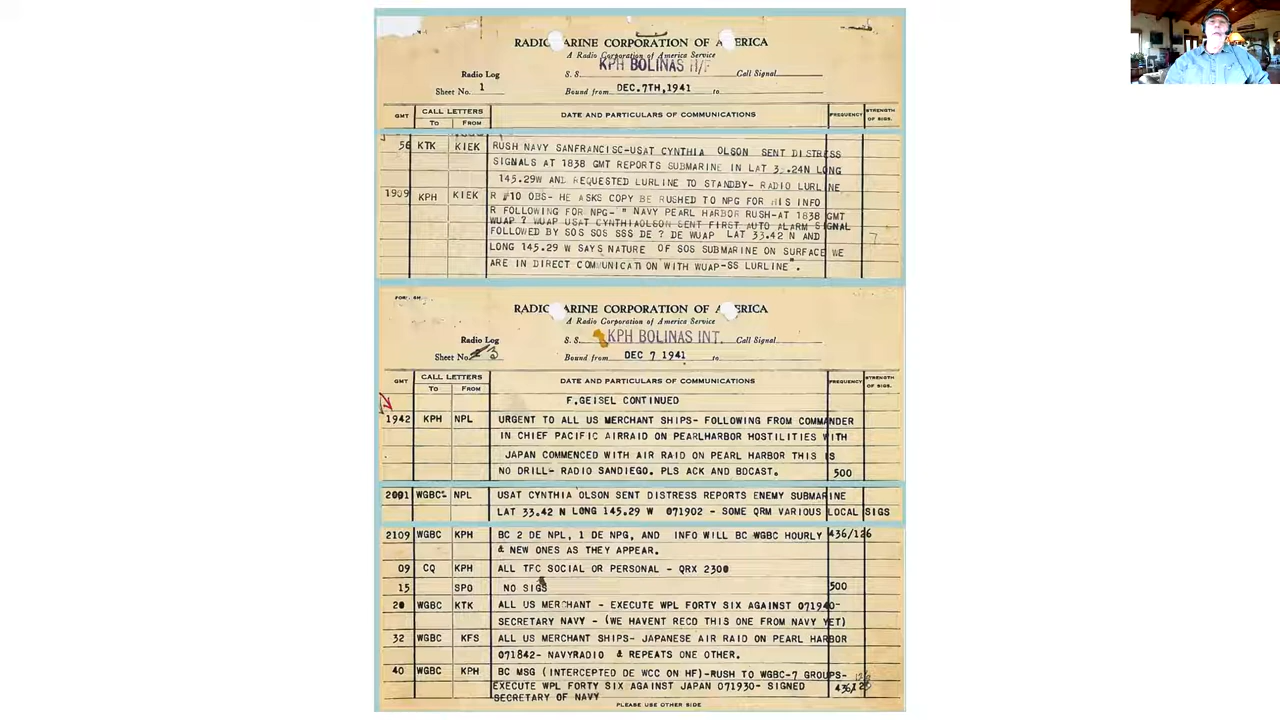 RADIOMARINE CORPORATION OF AMERICA
A Radio Corporation of America Service
KPH BOLINAS H/F
Radio Log S.S. Call Signal
Sheet No. 1 Bound from DEC.7TH,1941 to
GMT CALL LETTERS TO FROM DATE AND PARTICULARS OF COMMUNICATIONS FREQUENCY STRENGTH OF SIGS.
56 KTK KIEK RUSH NAVY SANFRANCISC-USAT CYNTHIA OLSON SENT DISTRESS
SIGNALS AT 1838 GMT REPORTS SUBMARINE IN LAT 3..24N LONG
145.29W AND REQUESTED LURLINE TO STANDBY- RADIO LURLINE
1909 KPH KIEK R #10 OBS- HE ASKS COPY BE RUSHED TO NPG FOR HIS INFO
R FOLLOWING FOR NPG- " NAVY PEARL HARBOR RUSH-AT 1838 GMT
WUAP ? WUAP USAT CYNTHIAOLSON SENT FIRST AUTO ALARM SIGNAL
FOLLOWED BY SOS SOS SSS DE ? DE WUAP LAT 33.42 N AND
LONG 145.29 W SAYS NATURE OF SOS SUBMARINE ON SURFACE WE
ARE IN DIRECT COMMUNICATION WITH WUAP-SS LURLINE".
RADIOMARINE CORPORATION OF AMERICA
A Radio Corporation of America Service
Radio Log S.S. KPH BOLINAS INT. Call Signal
Sheet No. 3 Bound from DEC 7 1941 to
GMT CALL LETTERS TO FROM DATE AND PARTICULARS OF COMMUNICATIONS FREQUENCY STRENGTH OF SIGS.
F.GEISEL CONTINUED
1942 KPH NPL URGENT TO ALL US MERCHANT SHIPS- FOLLOWING FROM COMMANDER
IN CHIEF PACIFIC AIRRAID ON PEARLHARBOR HOSTILITIES WITH
JAPAN COMMENCED WITH AIR RAID ON PEARL HARBOR THIS IS
NO DRILL- RADIO SANDIEGO. PLS ACK AND BDCAST. 500
WGBC- NPL USAT CYNTHIA OLSON SENT DISTRESS REPORTS ENEMY SUBMARINE
LAT 33.42 N LONG 145.29 W 071902 - SOME QRM VARIOUS LOCAL SIGS
2109 WGBC KPH BC 2 DE NPL, 1 DE NPG, AND INFO WILL BC WGBC HOURLY 436/126
& NEW ONES AS THEY APPEAR.
09 CQ KPH ALL TFC SOCIAL OR PERSONAL - QRX 2300
15 SPO NO SIGS 500
20 WGBC KTK ALL US MERCHANT - EXECUTE WPL FORTY SIX AGAINST 071940-
SECRETARY NAVY - (WE HAVENT RECD THIS ONE FROM NAVY YET)
32 WGBC KFS ALL US MERCHANT SHIPS- JAPANESE AIR RAID ON PEARL HARBOR
071842- NAVYRADIO & REPEATS ONE OTHER.
40 WGBC KPH BC MSG (INTERCEPTED DE WCC ON HF)-RUSH TO WGBC-7 GROUPS-
EXECUTE WPL FORTY SIX AGAINST JAPAN 071930- SIGNED
SECRETARY OF NAVY
PLEASE USE OTHER SIDE